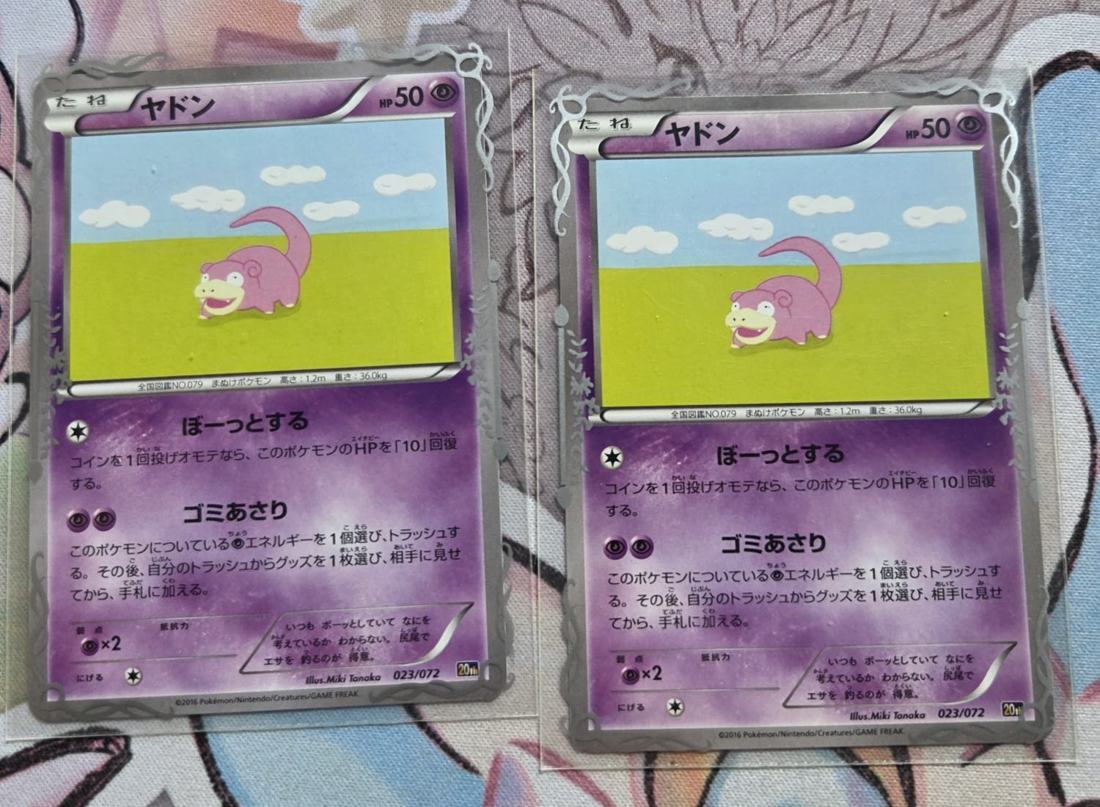 たね ヤドン HP50
全国図鑑NO.079 まぬけポケモン 高さ:1.2m 重さ:36.0kg
ぼーっとする
コインを1回投げオモテなら、このポケモンのHPを「10」回復
する。
ゴミあさり
このポケモンについているエネルギーを1個選び、トラッシュす
る。その後、自分のトラッシュからグッズを1枚選び、相手に見せ
てから、手札に加える。
弱点 抵抗力
×2
にげる
いつも ボーッとしていて なにを
考えているか わからない。尻尾で
エサを 釣るのが 得意。
Illus.Miki Tanaka 023/072 20th
©2016 Pokémon/Nintendo/Creatures/GAME FREAK.
たね ヤドン HP50
全国図鑑NO.079 まぬけポケモン 高さ:1.2m 重さ:36.0kg
ぼーっとする
コインを1回投げオモテなら、このポケモンのHPを「10」回復
する。
ゴミあさり
このポケモンについているエネルギーを1個選び、トラッシュす
る。その後、自分のトラッシュからグッズを1枚選び、相手に見せ
てから、手札に加える。
弱点 抵抗力
×2
にげる
いつも ボーッとしていて なにを
考えているか わからない。尻尾で
エサを 釣るのが 得意。
Illus.Miki Tanaka 023/072
©2016 Pokémon/Nintendo/Creatures/GAME FREAK.